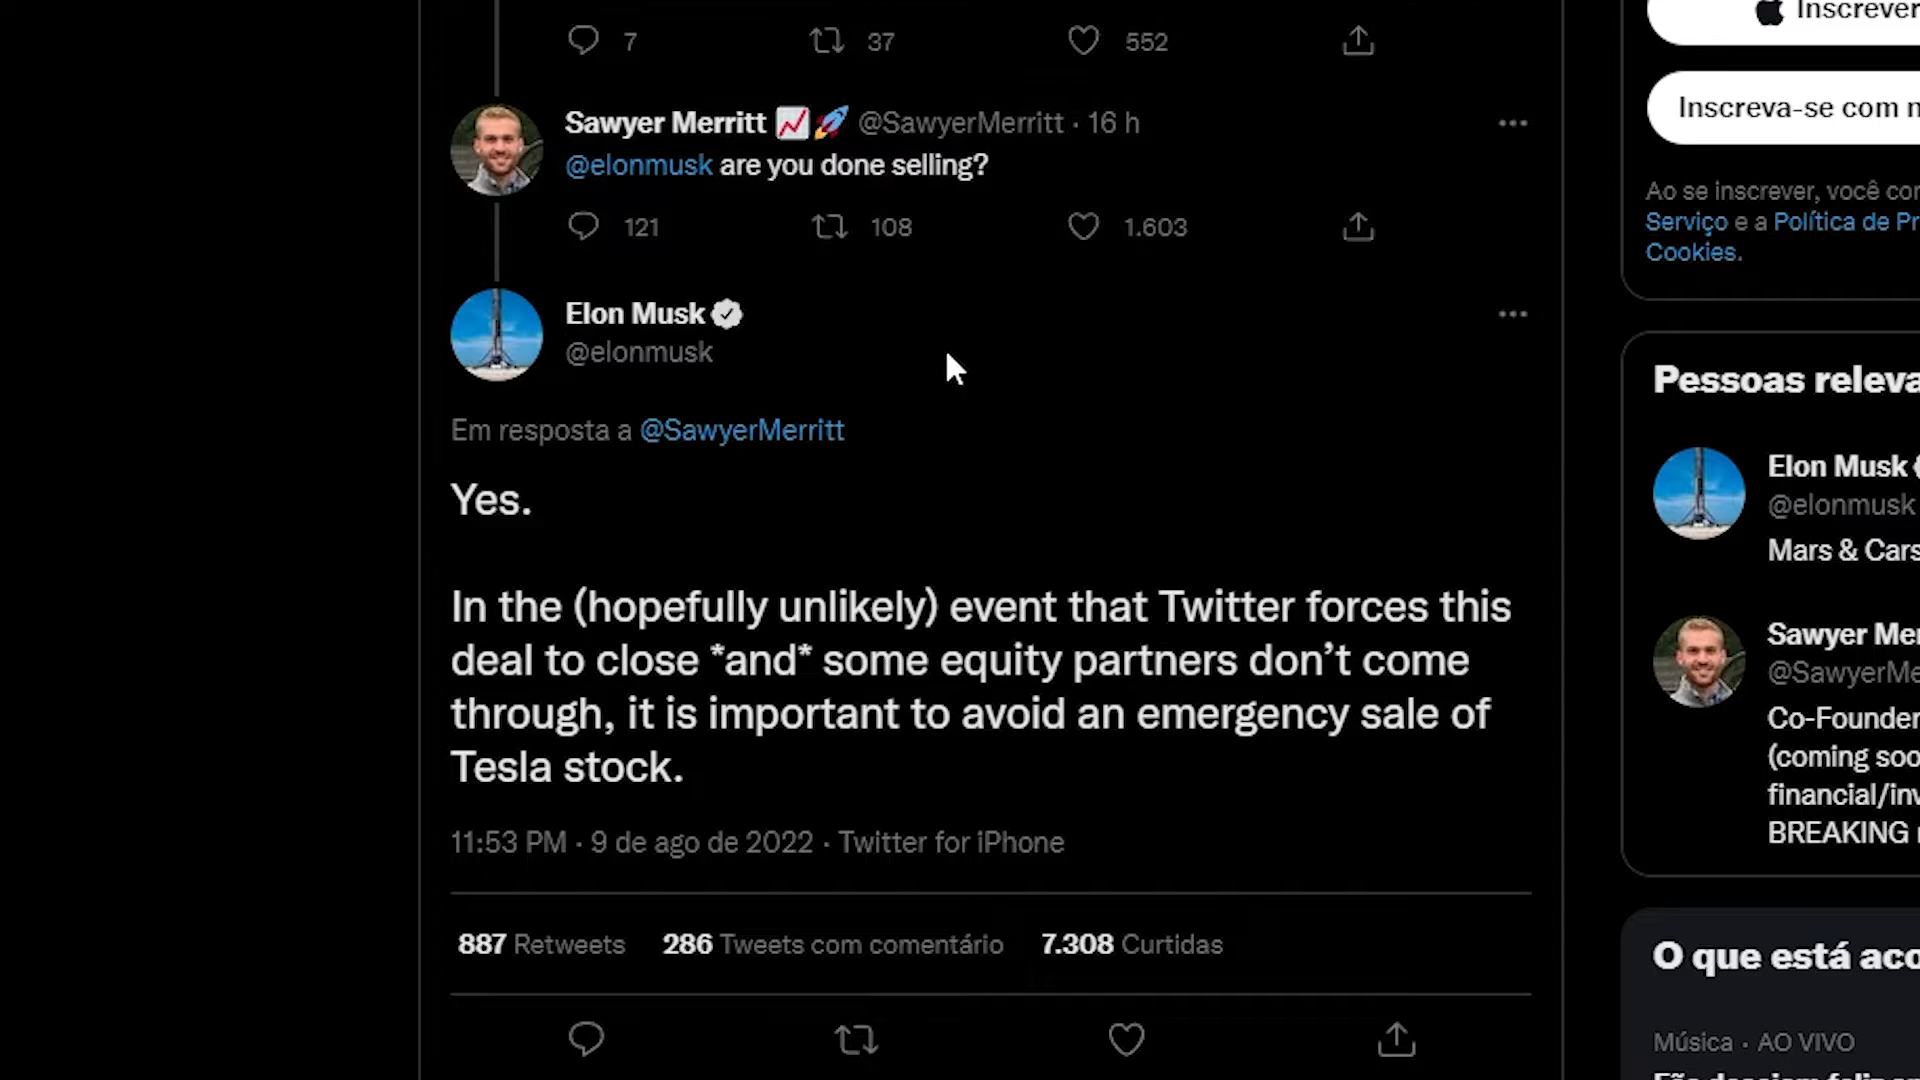 7 37 552
Sawyer Merritt 📈🚀 @SawyerMerritt · 16 h
@elonmusk are you done selling?
121 108 1.603
Elon Musk
@elonmusk
Em resposta a @SawyerMerritt
Yes.
In the (hopefully unlikely) event that Twitter forces this
deal to close *and* some equity partners don’t come
through, it is important to avoid an emergency sale of
Tesla stock.
11:53 PM · 9 de ago de 2022 · Twitter for iPhone
887 Retweets 286 Tweets com comentário 7.308 Curtidas
Inscrever
Inscreva-se com n
Ao se inscrever, você cor
Serviço e a Política de Pr
Cookies.
Pessoas releva
Elon Musk
@elonmusk
Mars & Cars
Sawyer Mer
@SawyerMe
Co-Founder
(coming soo
financial/inv
BREAKING
O que está aco
Música · AO VIVO